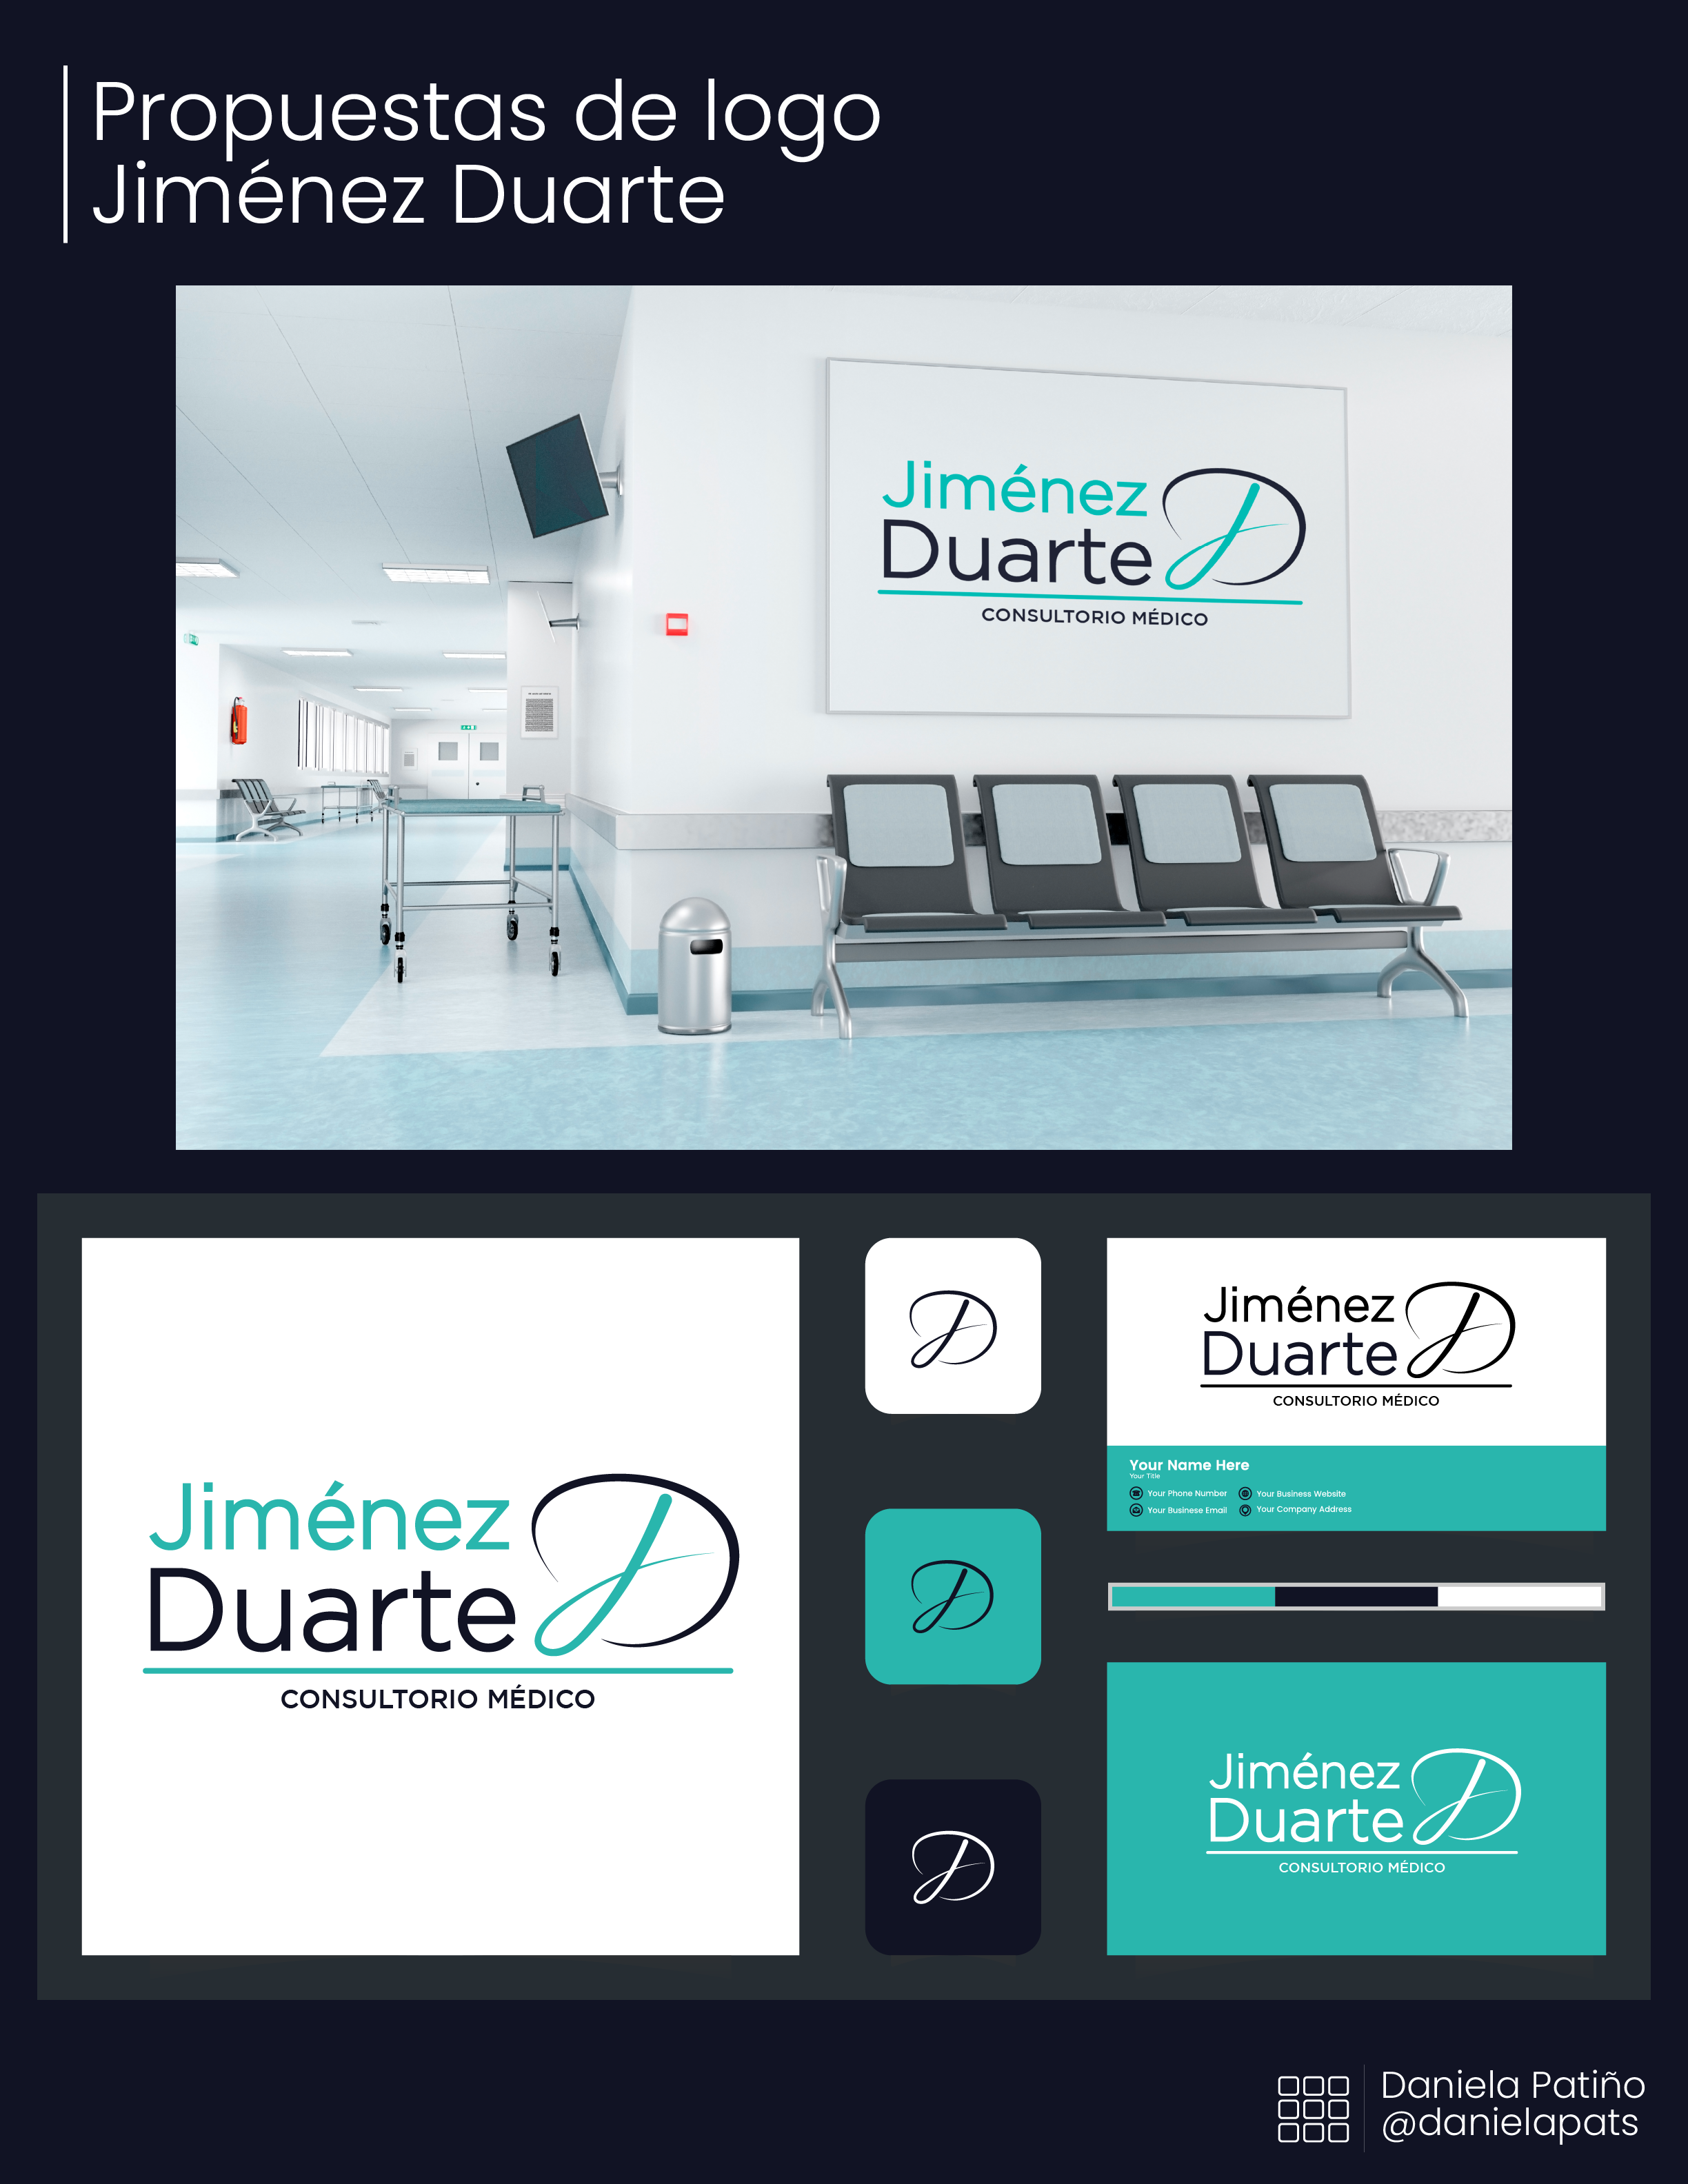 Propuestas de logo
Jiménez Duarte
Jiménez
Duarte
CONSULTORIO MÉDICO
Jiménez
Duarte
CONSULTORIO MÉDICO
Jiménez
Duarte
CONSULTORIO MÉDICO
Your Name Here
Your Title
Your Phone Number
Your Business Website
Your Businese Email
Your Company Address
Jiménez
Duarte
CONSULTORIO MÉDICO
Daniela Patiño
@danielapats